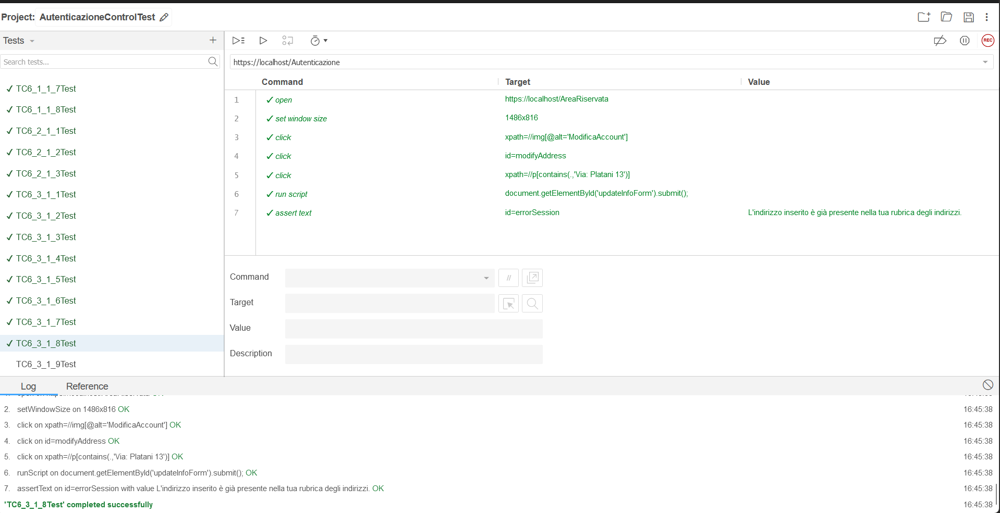 Project: AutenticazioneControlTest
Tests
Search tests...
https://localhost/Autenticazione
REC
Command Target Value
1 ✓ open https://localhost/AreaRiservata
2 ✓ set window size 1486x816
3 ✓ click xpath=//img[@alt='ModificaAccount']
4 ✓ click id=modifyAddress
5 ✓ click xpath=//p[contains(.,'Via: Platani 13')]
6 ✓ run script document.getElementById('updateInfoForm').submit();
7 ✓ assert text id=errorSession L'indirizzo inserito è già presente nella tua rubrica degli indirizzi.
✓ TC6_1_1_7Test
✓ TC6_1_1_8Test
✓ TC6_2_1_1Test
✓ TC6_2_1_2Test
✓ TC6_2_1_3Test
✓ TC6_3_1_1Test
✓ TC6_3_1_2Test
✓ TC6_3_1_3Test
✓ TC6_3_1_4Test
✓ TC6_3_1_5Test
✓ TC6_3_1_6Test
✓ TC6_3_1_7Test
✓ TC6_3_1_8Test
TC6_3_1_9Test
Command
//
Target
Value
Description
Log Reference
2. setWindowSize on 1486x816 OK 16:45:38
3. click on xpath=//img[@alt='ModificaAccount'] OK 16:45:38
4. click on id=modifyAddress OK 16:45:38
5. click on xpath=//p[contains(.,'Via: Platani 13')] OK 16:45:38
6. runScript on document.getElementById('updateInfoForm').submit(); OK 16:45:38
7. assertText on id=errorSession with value L'indirizzo inserito è già presente nella tua rubrica degli indirizzi. OK 16:45:38
'TC6_3_1_8Test' completed successfully 16:45:38